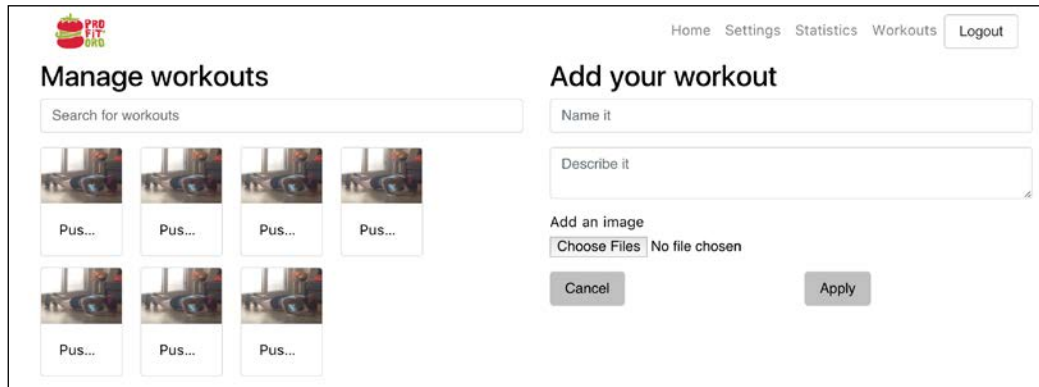 PRO
FIT
ORO
Home Settings Statistics Workouts Logout
Manage workouts
Search for workouts
Pus... Pus... Pus... Pus...
Pus... Pus... Pus...
Add your workout
Name it
Describe it
Add an image
Choose Files No file chosen
Cancel Apply